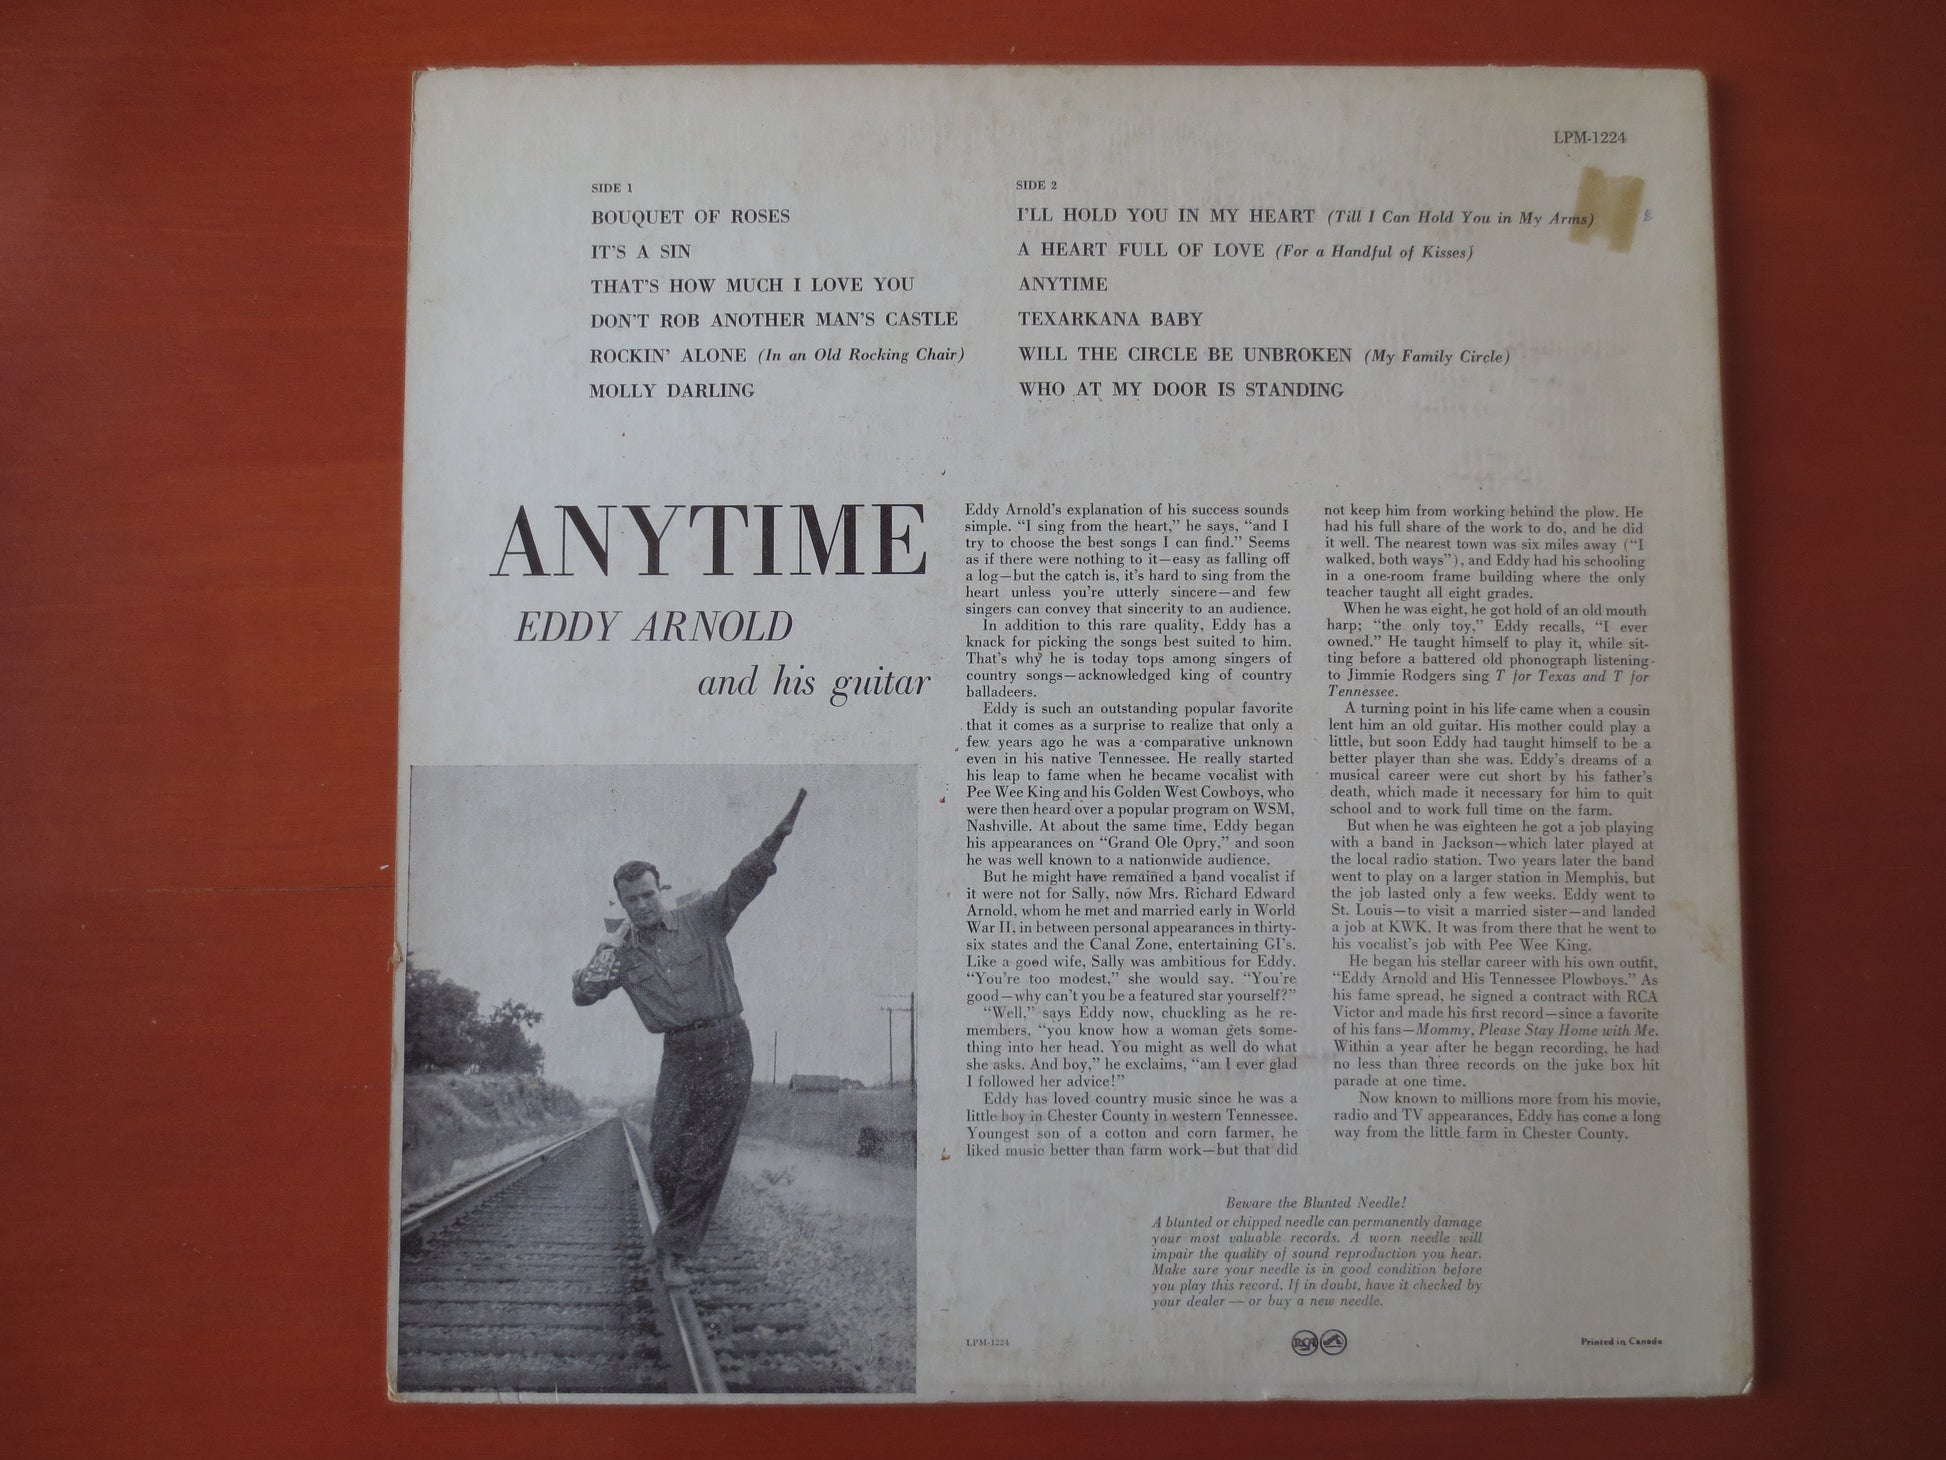 LPM-1224
SIDE 1
BOUQUET OF ROSES
IT'S A SIN
THAT'S HOW MUCH I LOVE YOU
DON'T ROB ANOTHER MAN'S CASTLE
ROCKIN' ALONE (In an Old Rocking Chair)
MOLLY DARLING
SIDE 2
I'LL HOLD YOU IN MY HEART (Till I Can Hold You in My Arms)
A HEART FULL OF LOVE (For a Handful of Kisses)
ANYTIME
TEXARKANA BABY
WILL THE CIRCLE BE UNBROKEN (My Family Circle)
WHO AT MY DOOR IS STANDING
ANYTIME
EDDY ARNOLD
and his guitar
Eddy Arnold's explanation of his success sounds
simple. “I sing from the heart,” he says, “and I
try to choose the best songs I can find.” Seems
as if there were nothing to it—easy as falling off
a log—but the catch is, it's hard to sing from the
heart unless you're utterly sincere—and few
singers can convey that sincerity to an audience.
In addition to this rare quality, Eddy has a
knack for picking the songs best suited to him.
That's why he is today tops among singers of
country songs—acknowledged king of country
balladeers.
Eddy is such an outstanding popular favorite
that it comes as a surprise to realize that only a
few years ago he was a comparative unknown
even in his native Tennessee. He really started
his leap to fame when he became vocalist with
Pee Wee King and his Golden West Cowboys, who
were then heard over a popular program on WSM,
Nashville. At about the same time, Eddy began
his appearances on “Grand Ole Opry,” and soon
he was well known to a nationwide audience.
But he might have remained a band vocalist if
it were not for Sally, now Mrs. Richard Edward
Arnold, whom he met and married early in World
War II, in between personal appearances in thirty-
six states and the Canal Zone, entertaining GI's.
Like a good wife, Sally was ambitious for Eddy.
“You're too modest,” she would say. “You're
good—why can't you be a featured star yourself?”
“Well,” says Eddy now, chuckling as he re-
members, “you know how a woman gets some-
thing into her head. You might as well do what
she asks. And boy,” he exclaims, “am I ever glad
I followed her advice!”
Eddy has loved country music since he was a
little boy in Chester County in western Tennessee.
Youngest son of a cotton and corn farmer, he
liked music better than farm work—but that did
not keep him from working behind the plow. He
had his full share of the work to do, and he did
it well. The nearest town was six miles away (“I
walked, both ways”), and Eddy had his schooling
in a one-room frame building where the only
teacher taught all eight grades.
When he was eight, he got hold of an old mouth
harp; “the only toy,” Eddy recalls, “I ever
owned.” He taught himself to play it, while sit-
ting before a battered old phonograph listening
to Jimmie Rodgers sing T for Texas and T for
Tennessee.
A turning point in his life came when a cousin
lent him an old guitar. His mother could play a
little, but soon Eddy had taught himself to be a
better player than she was. Eddy's dreams of a
musical career were cut short by his father's
death, which made it necessary for him to quit
school and to work full time on the farm.
But when he was eighteen he got a job playing
with a band in Jackson—which later played at
the local radio station. Two years later the band
went to play on a larger station in Memphis, but
the job lasted only a few weeks. Eddy went to
St. Louis—to visit a married sister—and landed
a job at KWK. It was from there that he went to
his vocalist's job with Pee Wee King.
He began his stellar career with his own outfit,
“Eddy Arnold and His Tennessee Plowboys.” As
his fame spread, he signed a contract with RCA
Victor and made his first record—since a favorite
of his fans—Mommy, Please Stay Home with Me.
Within a year after he began recording, he had
no less than three records on the juke box hit
parade at one time.
Now known to millions more from his movie,
radio and TV appearances, Eddy has come a long
way from the little farm in Chester County.
Beware the Blunted Needle!
A blunted or chipped needle can permanently damage
your most valuable records. A worn needle will
impair the quality of sound reproduction you hear.
Make sure your needle is in good condition before
you play this record. If in doubt, have it checked by
your dealer — or buy a new needle.
LPM-1224
RCA
Printed in Canada